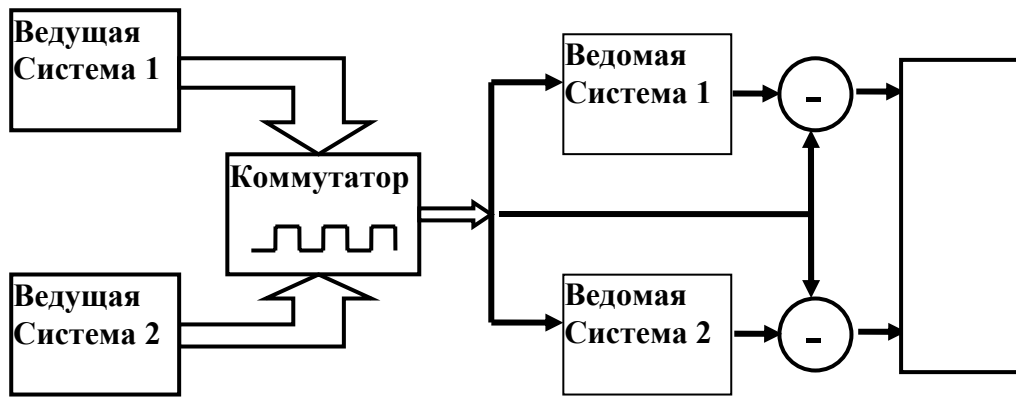 Ведущая
Система 1
Ведомая
Система 1
-
Коммутатор
Ведущая
Система 2
Ведомая
Система 2
-